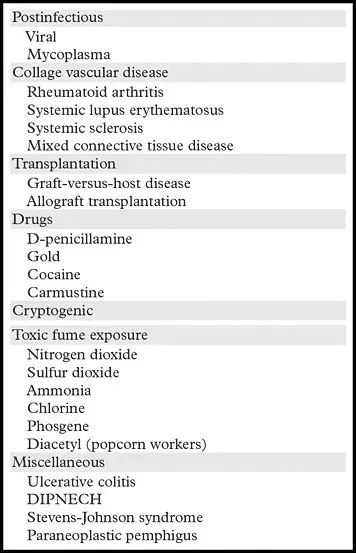 Postinfectious
Viral
Mycoplasma
Collage vascular disease
Rheumatoid arthritis
Systemic lupus erythematosus
Systemic sclerosis
Mixed connective tissue disease
Transplantation
Graft-versus-host disease
Allograft transplantation
Drugs
D-penicillamine
Gold
Cocaine
Carmustine
Cryptogenic
Toxic fume exposure
Nitrogen dioxide
Sulfur dioxide
Ammonia
Chlorine
Phosgene
Diacetyl (popcorn workers)
Miscellaneous
Ulcerative colitis
DIPNECH
Stevens-Johnson syndrome
Paraneoplastic pemphigus